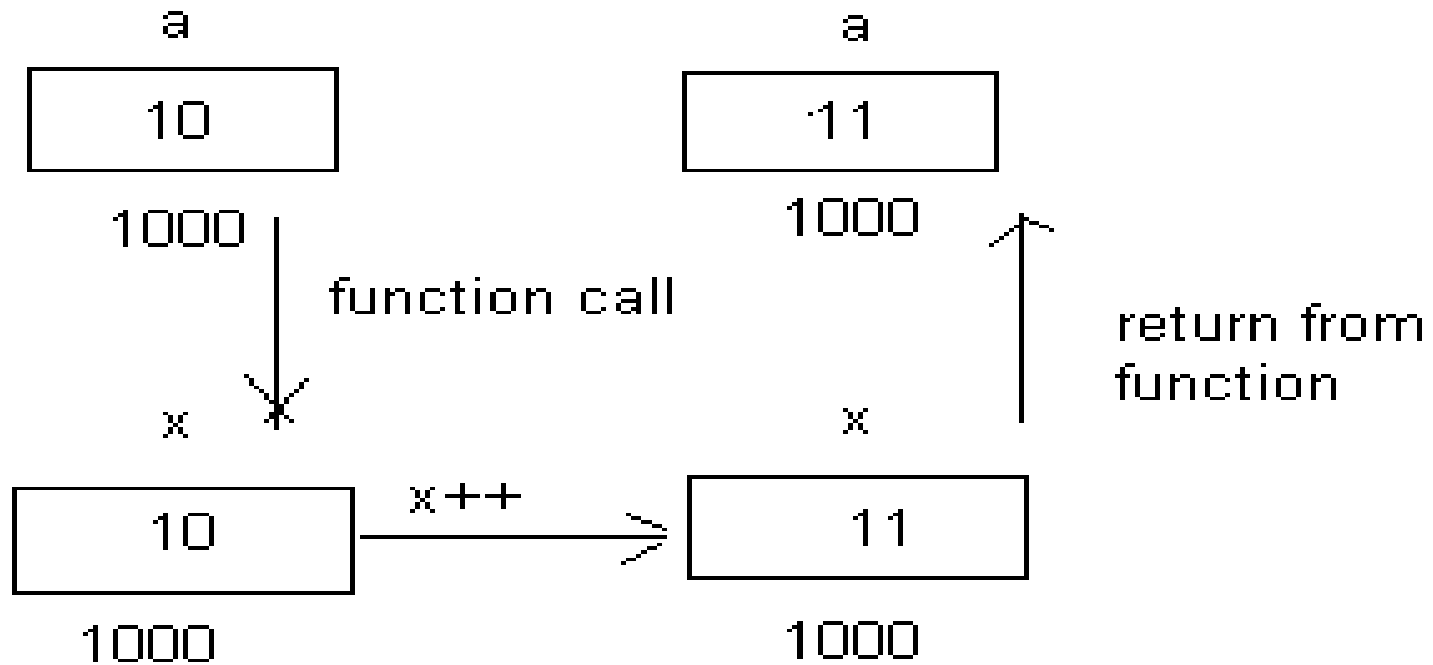 a
a
10
11
1000
1000
function call
return from
function
x
x
10
x++
11
1000
1000